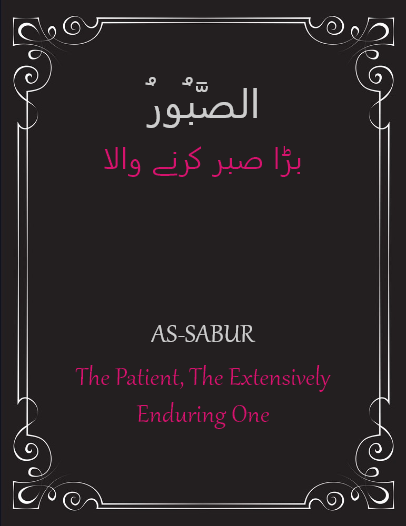 الصَّبُورُ
بڑا صبر کرنے والا
AS-SABUR
The Patient, The Extensively
Enduring One